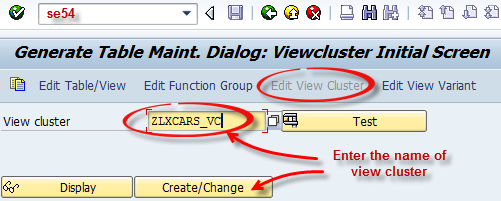 se54
Generate Table Maint. Dialog: Viewcluster Initial Screen
Edit Table/View Edit Function Group Edit View Cluster Edit View Variant
View cluster ZLXCARS_VC Test
Enter the name of
view cluster
Display Create/Change